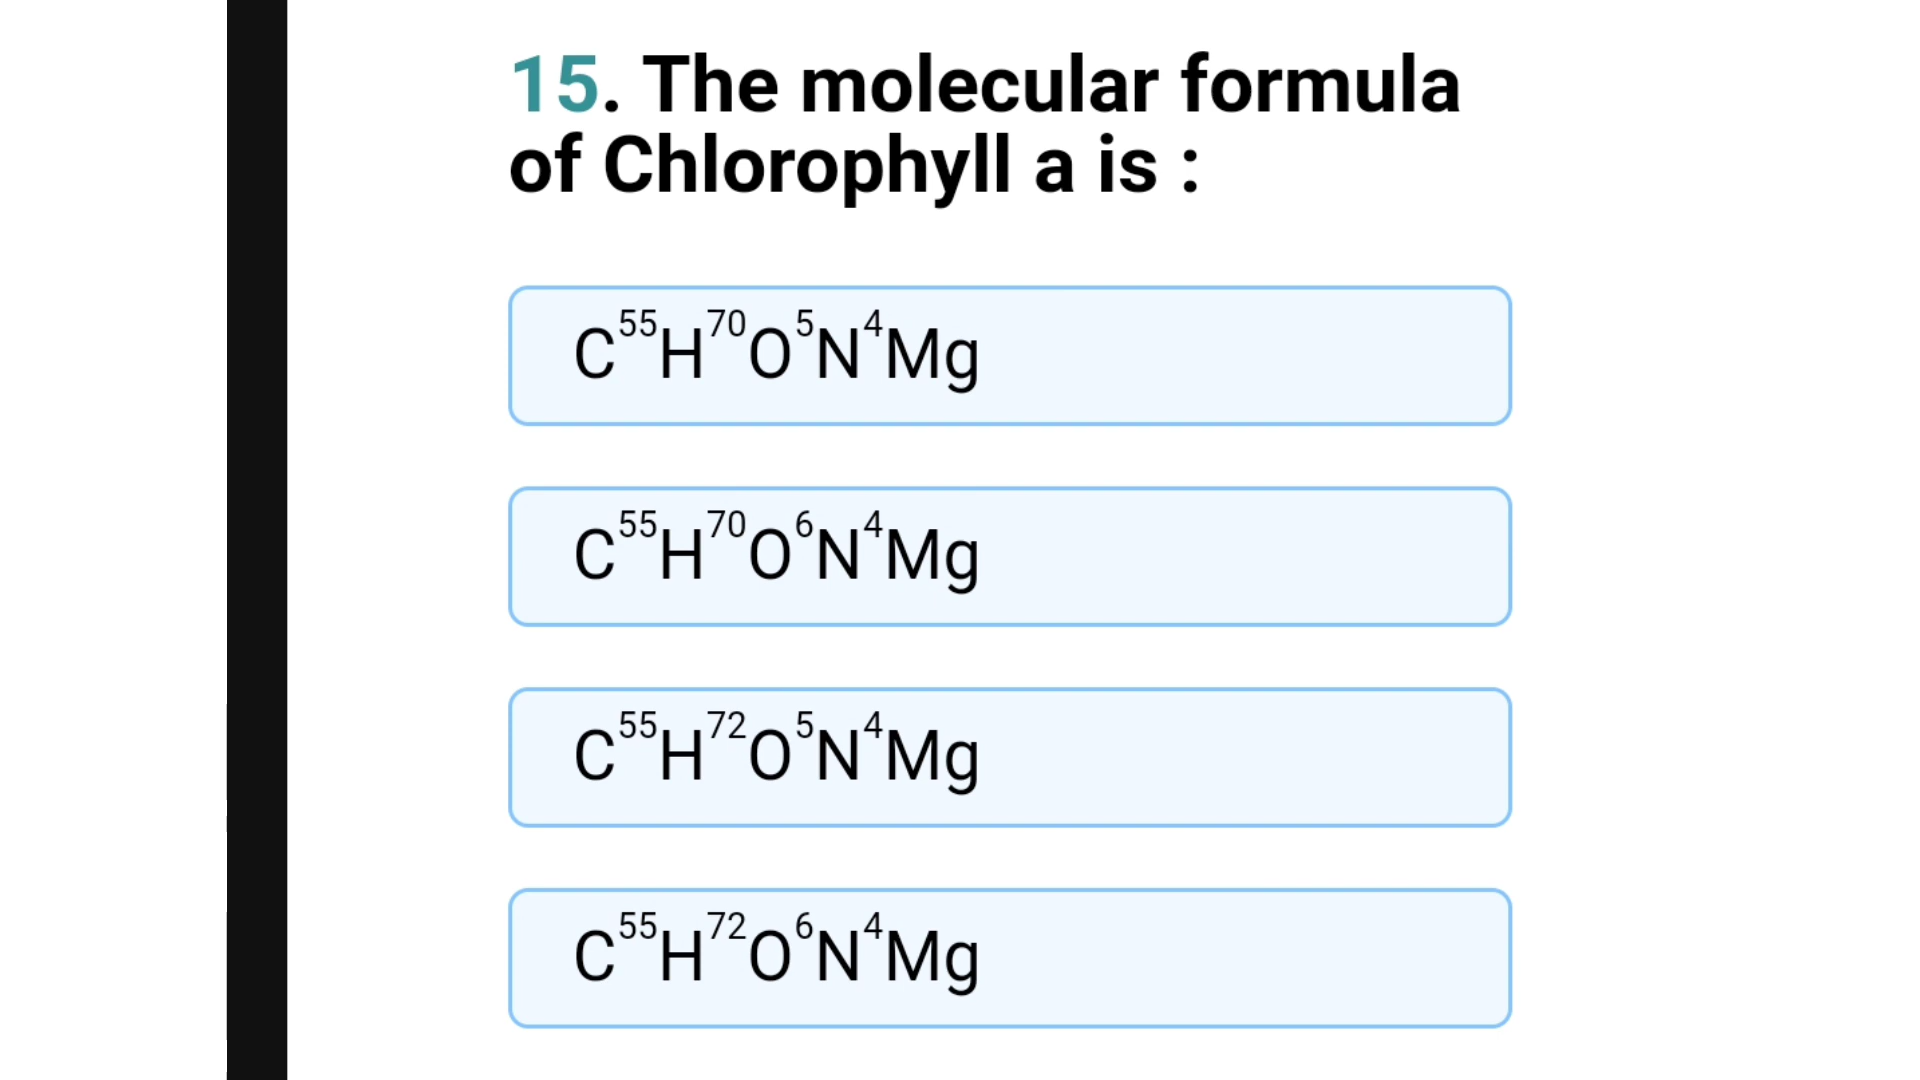 15. The molecular formula
of Chlorophyll a is :
C⁵⁵H⁷⁰O⁵N⁴Mg
C⁵⁵H⁷⁰O⁶N⁴Mg
C⁵⁵H⁷²O⁵N⁴Mg
C⁵⁵H⁷²O⁶N⁴Mg